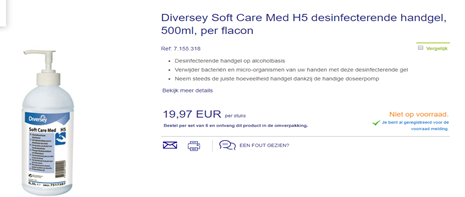 Diversey Soft Care Med H5 desinfecterende handgel,
500ml, per flacon
Ref: 7.155.318
Vergelijk
Desinfecterende handgel op alcoholbasis
Verwijder bacteriën en micro-organismen van uw handen met deze desinfecterende gel
Neem steeds de juiste hoeveelheid handgel dankzij de handige doseerpomp
Bekijk meer details
19,97 EUR per stuks
Bestel per set van 6 en ontvang dit product in de omverpakking.
Niet op voorraad.
Je bent al geregistreerd voor de
voorraad melding
EEN FOUT GEZIEN?
Diversey
Soft Care Med H5